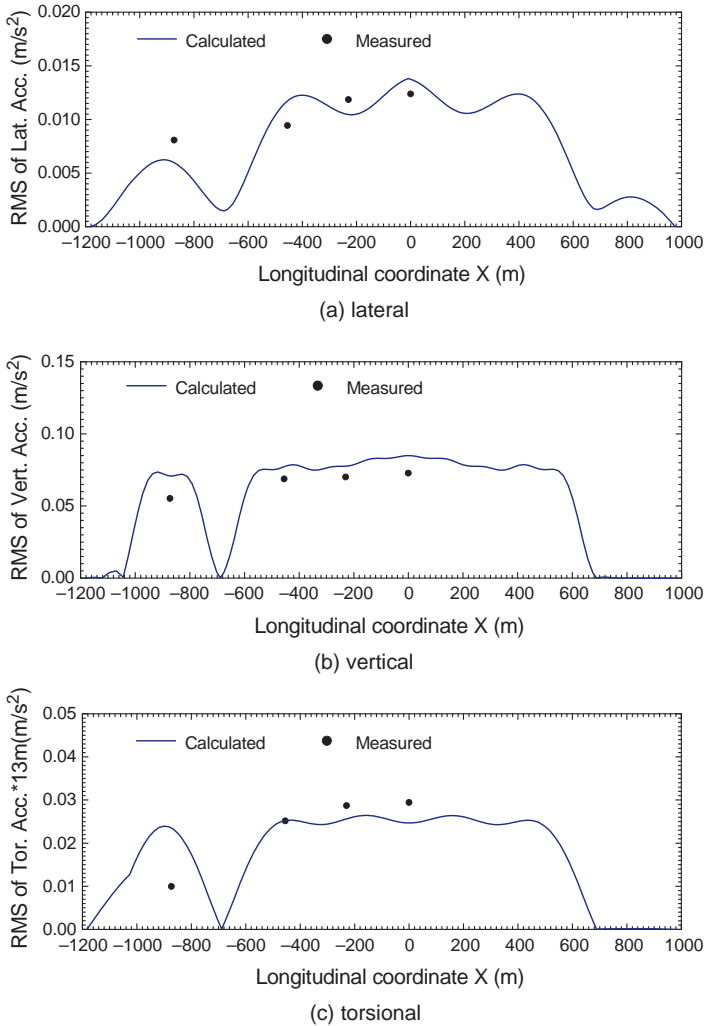 0.020
Calculated Measured
0.015
0.010
0.005
0.000
RMS of Lat. Acc. (m/s²)
−1200 −1000 −800 −600 −400 −200 0 200 400 600 800 1000
Longitudinal coordinate X (m)
(a) lateral
0.15
Calculated Measured
0.10
0.05
0.00
RMS of Vert. Acc. (m/s²)
−1200 −1000 −800 −600 −400 −200 0 200 400 600 800 1000
Longitudinal coordinate X (m)
(b) vertical
0.05
Calculated Measured
0.04
0.03
0.02
0.01
0.00
RMS of Tor. Acc.*13m(m/s²)
−1200 −1000 −800 −600 −400 −200 0 200 400 600 800 1000
Longitudinal coordinate X (m)
(c) torsional